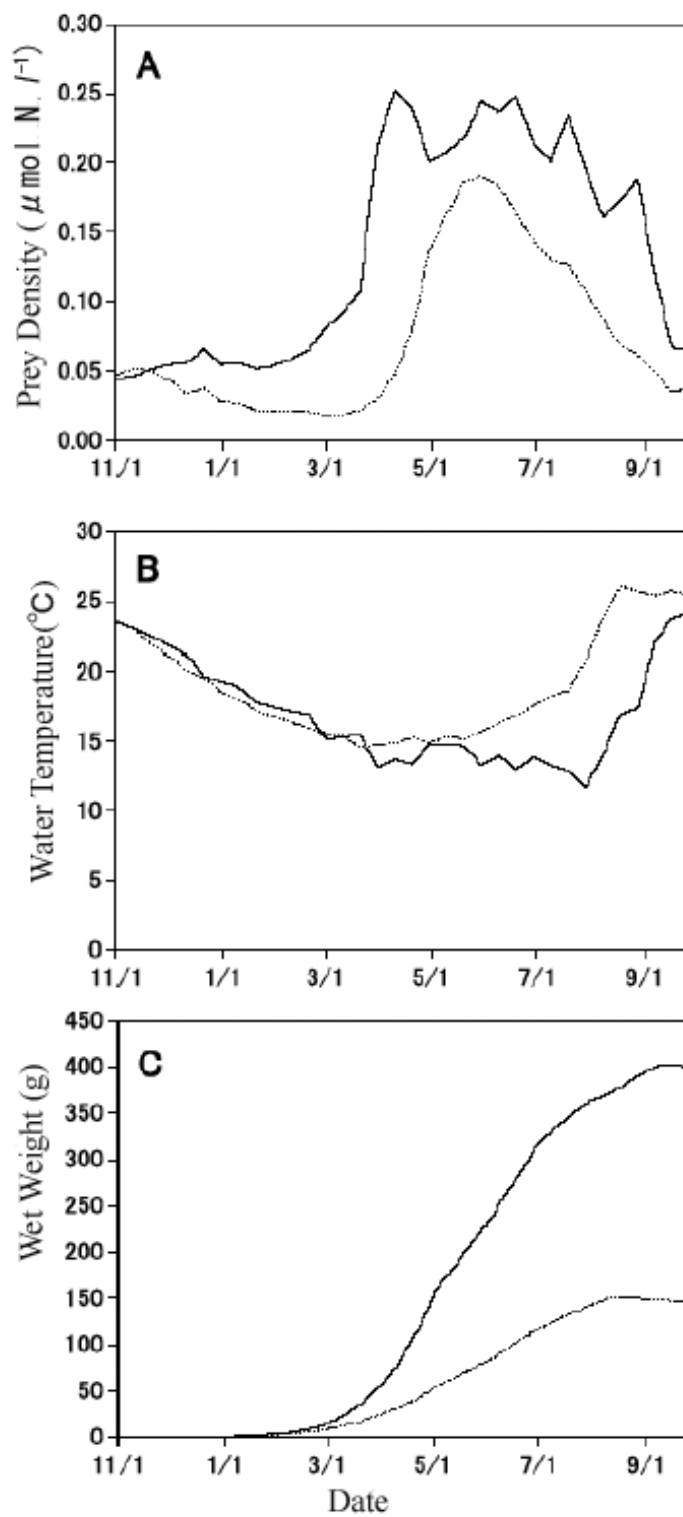 A
Prey Density ( μ mol N. l⁻¹)
0.30
0.25
0.20
0.15
0.10
0.05
0.00
11/1 1/1 3/1 5/1 7/1 9/1
B
Water Temperature(°C)
30
25
20
15
10
5
0
11/1 1/1 3/1 5/1 7/1 9/1
C
Wet Weight (g)
450
400
350
300
250
200
150
100
50
0
11/1 1/1 3/1 5/1 7/1 9/1
Date